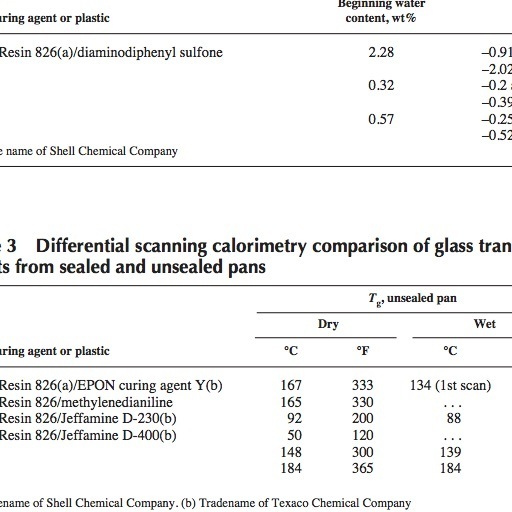 Beginning water
uring agent or plastic content, wt%
Resin 826(a)/diaminodiphenyl sulfone 2.28 –0.91
–2.02
0.32 –0.2
–0.39
0.57 –0.25
–0.52
e name of Shell Chemical Company
3 Differential scanning calorimetry comparison of glass tran
ts from sealed and unsealed pans
Tg, unsealed pan
Dry Wet
uring agent or plastic °C °F °C
Resin 826(a)/EPON curing agent Y(b) 167 333 134 (1st scan)
Resin 826/methylenedianiline 165 330 . . .
Resin 826/Jeffamine D-230(b) 92 200 88
Resin 826/Jeffamine D-400(b) 50 120 . . .
148 300 139
184 365 184
ename of Shell Chemical Company. (b) Tradename of Texaco Chemical Company